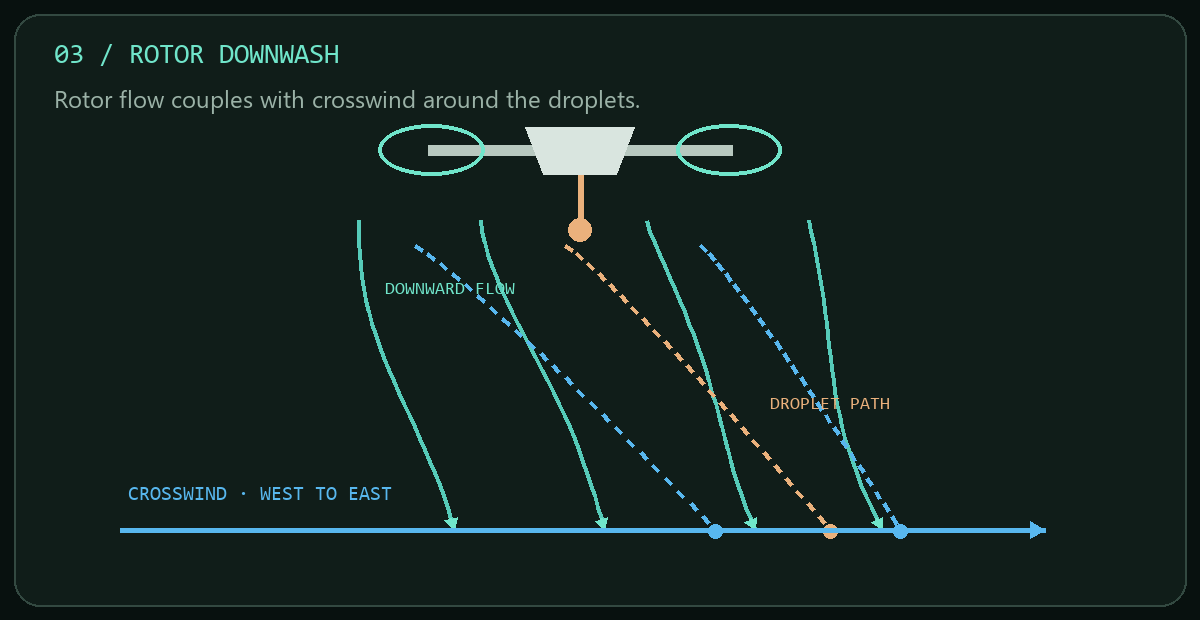 03 / ROTOR DOWNWASH
Rotor flow couples with crosswind around the droplets.
DOWNWARD FLOW
DROPLET PATH
CROSSWIND · WEST TO EAST